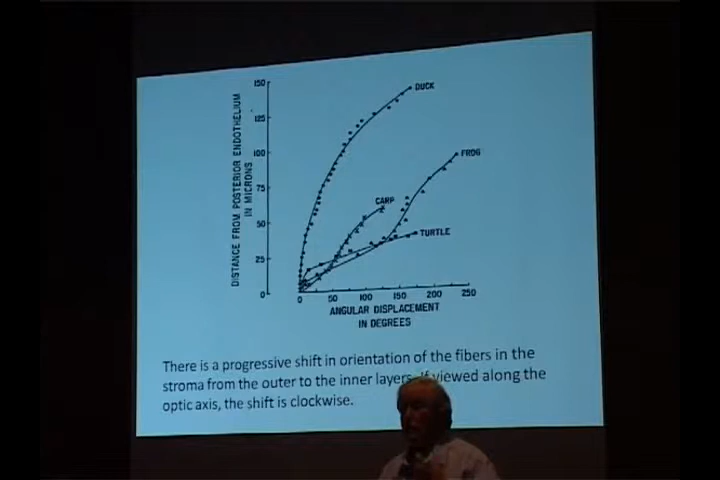 150
DUCK
125
100
FROG
75
CARP
50
TURTLE
25
0
0 50 100 150 200 250
DISTANCE FROM POSTERIOR ENDOTHELIUM
IN MICRONS
ANGULAR DISPLACEMENT
IN DEGREES
There is a progressive shift in orientation of the fibers in the
stroma from the outer to the inner layers. If viewed along the
optic axis, the shift is clockwise.